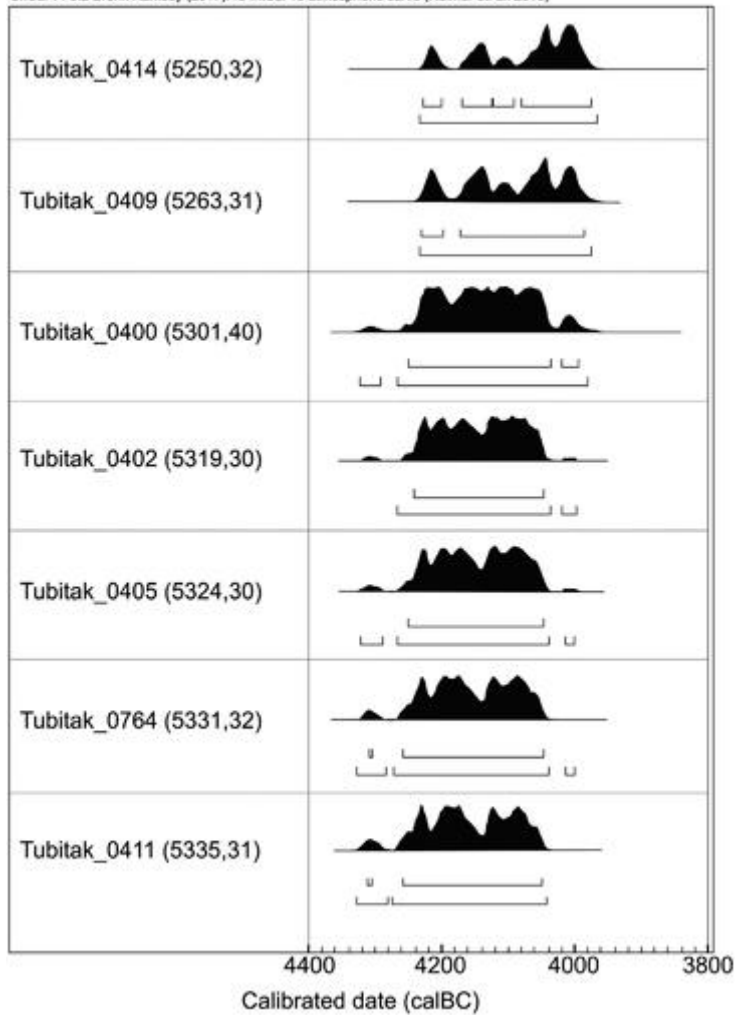 Tubitak_0414 (5250,32)
Tubitak_0409 (5263,31)
Tubitak_0400 (5301,40)
Tubitak_0402 (5319,30)
Tubitak_0405 (5324,30)
Tubitak_0764 (5331,32)
Tubitak_0411 (5335,31)
4400 4200 4000 3800
Calibrated date (calBC)